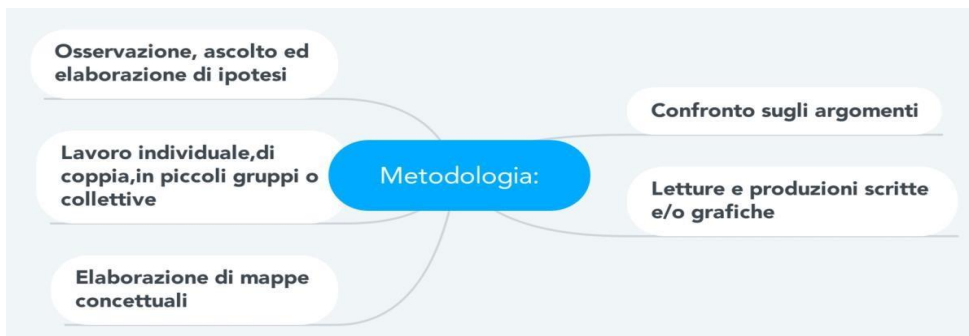 Osservazione, ascolto ed
elaborazione di ipotesi
Lavoro individuale,di
coppia,in piccoli gruppi o
collettive
Elaborazione di mappe
concettuali
Metodologia:
Confronto sugli argomenti
Letture e produzioni scritte
e/o grafiche